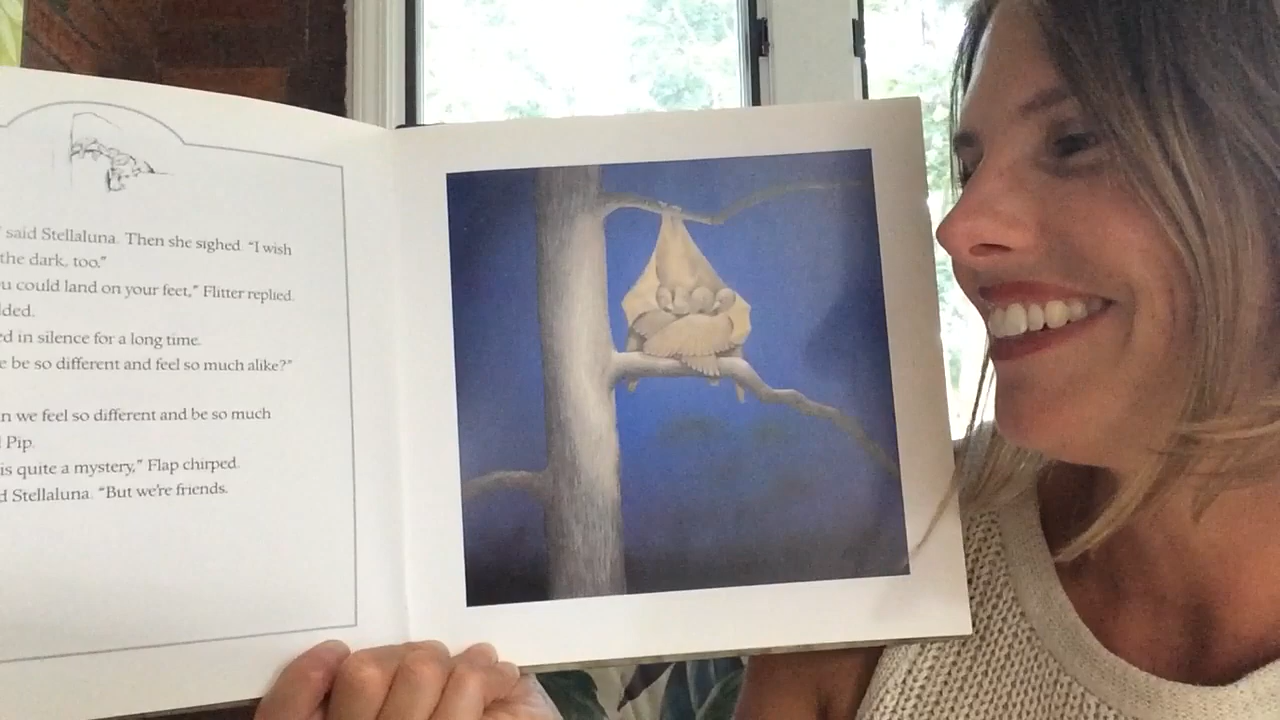 said Stellaluna. Then she sighed. “I wish
the dark, too.”
u could land on your feet,” Flitter replied.
ded.
ed in silence for a long time.
e be so different and feel so much alike?”
n we feel so different and be so much
Pip.
is quite a mystery,” Flap chirped.
d Stellaluna. “But we’re friends.